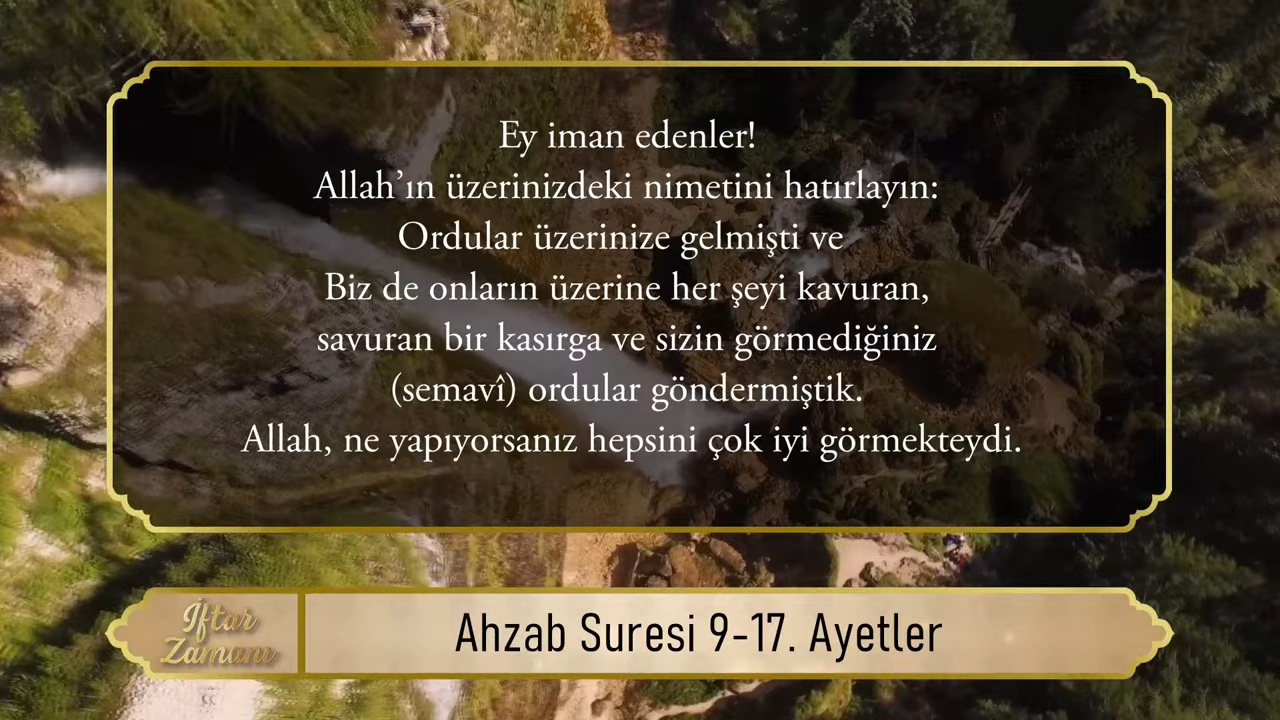 Ey iman edenler!
Allah’ın üzerinizdeki nimetini hatırlayın:
Ordular üzerinize gelmişti ve
Biz de onların üzerine her şeyi kavuran,
savuran bir kasırga ve sizin görmediğiniz
(semavî) ordular göndermiştik.
Allah, ne yapıyorsanız hepsini çok iyi görmekteydi.
İftar
Zamanı
Ahzab Suresi 9-17. Ayetler